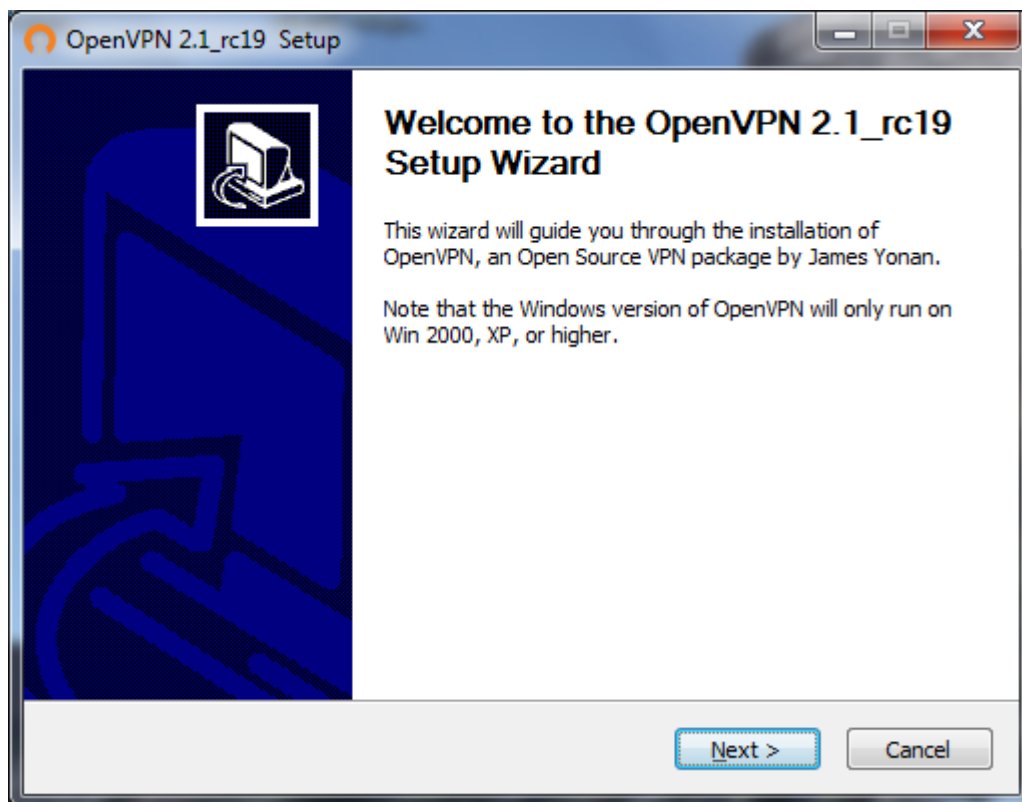 OpenVPN 2.1_rc19 Setup
Welcome to the OpenVPN 2.1_rc19
Setup Wizard
This wizard will guide you through the installation of
OpenVPN, an Open Source VPN package by James Yonan.
Note that the Windows version of OpenVPN will only run on
Win 2000, XP, or higher.
Next >
Cancel